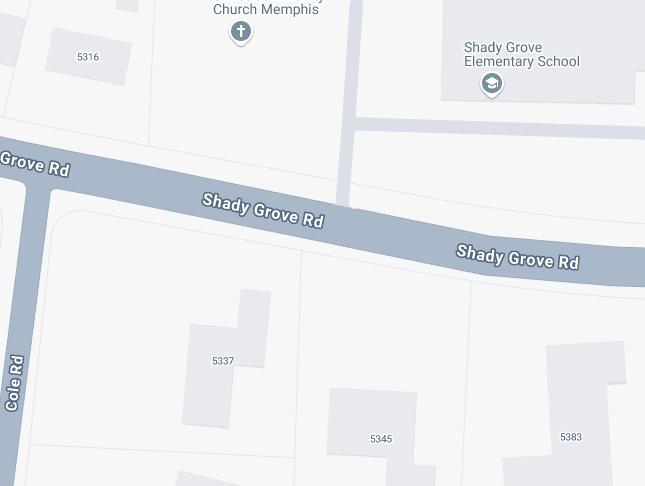 Church Memphis
5316
Shady Grove
Elementary School
Grove Rd
Shady Grove Rd
Shady Grove Rd
5337
Cole Rd
5345
5383